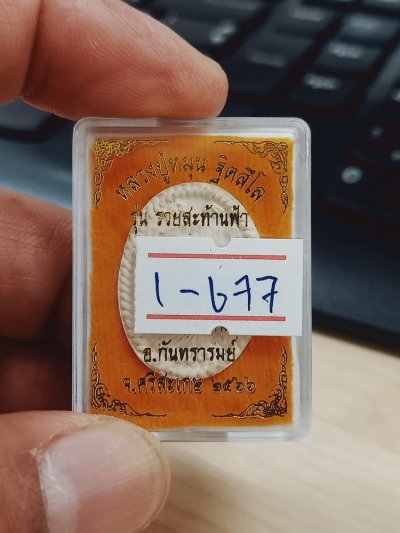 หลวงปู่หมุน ฐิตสีโล
รุ่น รวยสะท้านฟ้า
1-677
อ.กันทรารมย์
จ.ศรีสะเกษ ๒๕๖๖